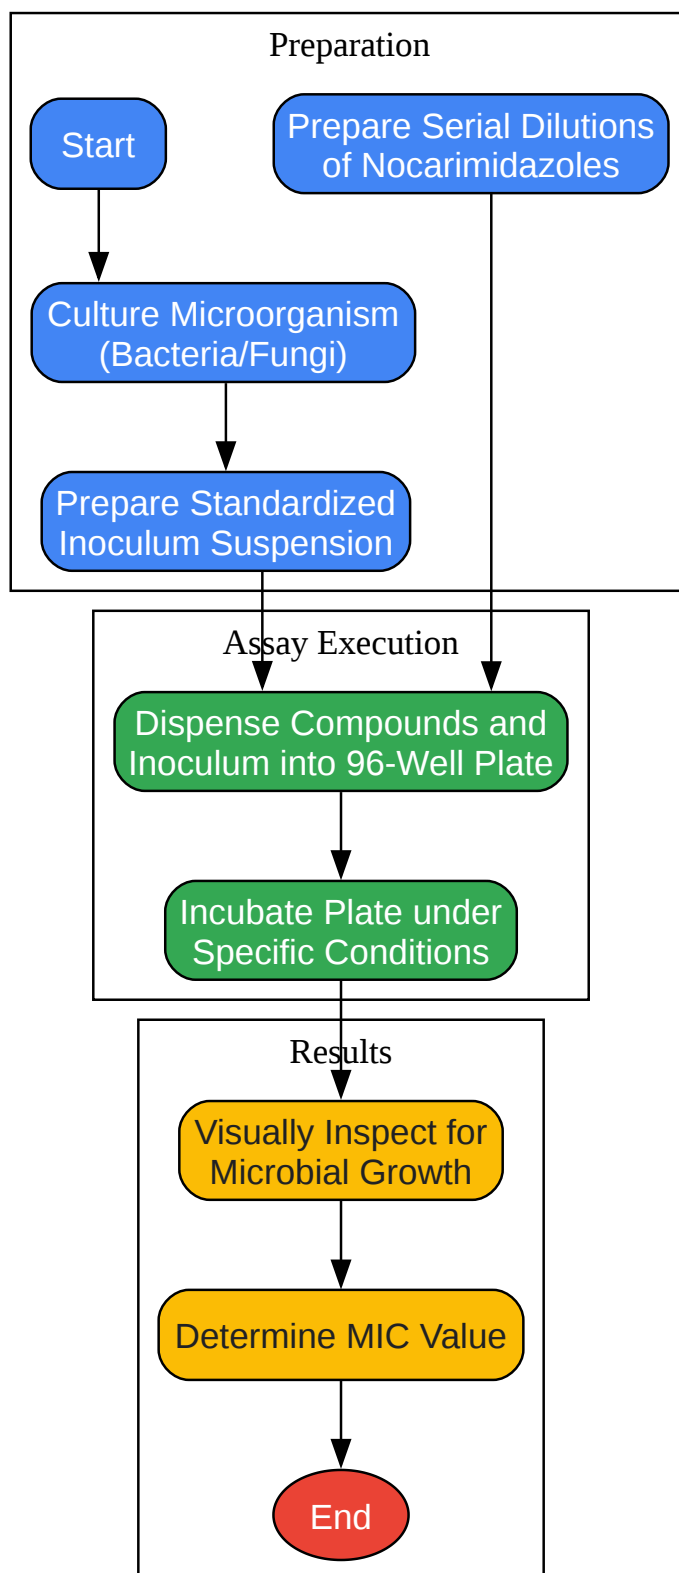 Preparation
Start
Prepare Serial Dilutions
of Nocarimidazoles
Culture Microorganism
(Bacteria/Fungi)
Prepare Standardized
Inoculum Suspension
Assay Execution
Dispense Compounds and
Inoculum into 96-Well Plate
Incubate Plate under
Specific Conditions
Results
Visually Inspect for
Microbial Growth
Determine MIC Value
End